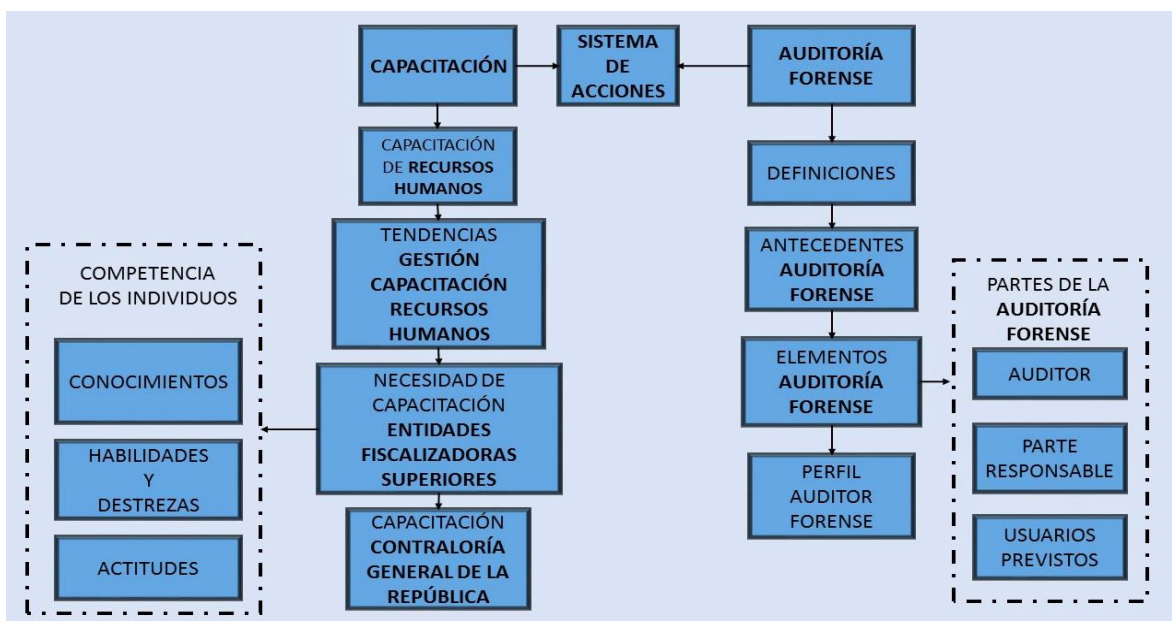 CAPACITACIÓN
SISTEMA
DE
ACCIONES
AUDITORÍA
FORENSE
CAPACITACIÓN
DE RECURSOS
HUMANOS
TENDENCIAS
GESTIÓN
CAPACITACIÓN
RECURSOS
HUMANOS
NECESIDAD DE
CAPACITACIÓN
ENTIDADES
FISCALIZADORAS
SUPERIORES
CAPACITACIÓN
CONTRALORÍA
GENERAL DE LA
REPÚBLICA
COMPETENCIA
DE LOS INDIVIDUOS
CONOCIMIENTOS
HABILIDADES
Y
DESTREZAS
ACTITUDES
DEFINICIONES
ANTECEDENTES
AUDITORÍA
FORENSE
ELEMENTOS
AUDITORÍA
FORENSE
PERFIL
AUDITOR
FORENSE
PARTES DE LA
AUDITORÍA
FORENSE
AUDITOR
PARTE
RESPONSABLE
USUARIOS
PREVISTOS